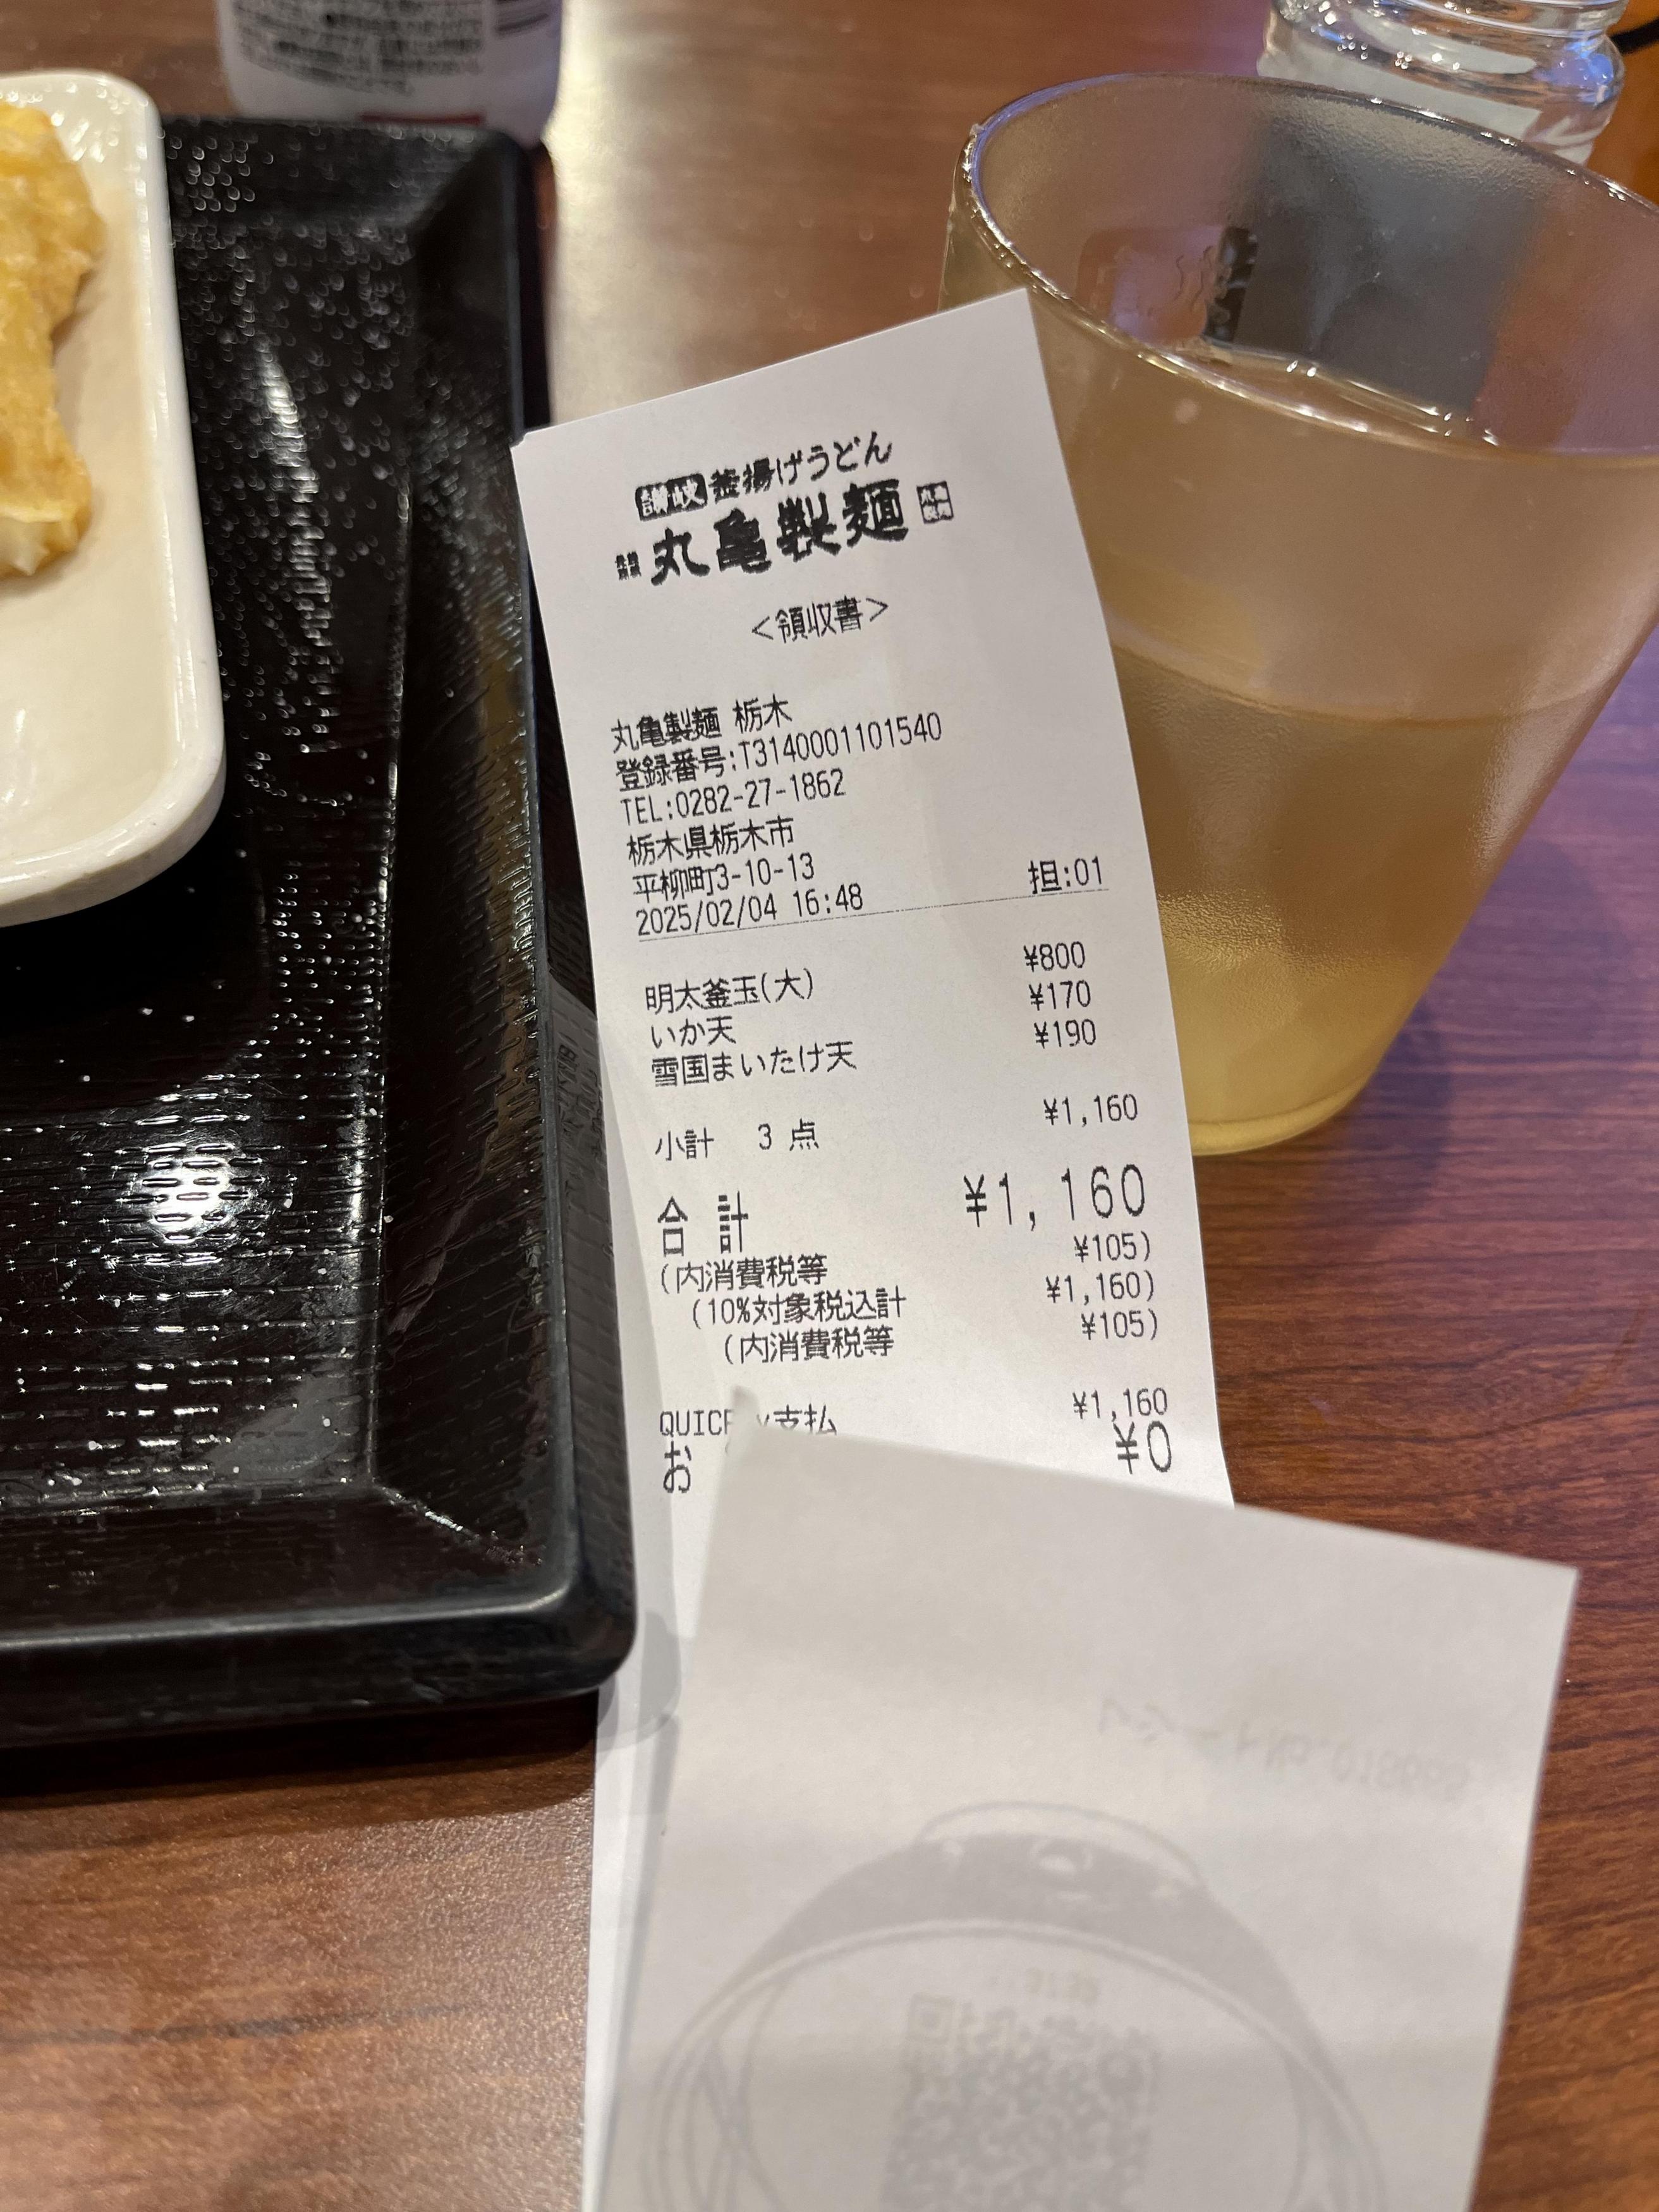 讃岐 釜揚げうどん
丸亀製麺
<領収書>
丸亀製麺 栃木
登録番号:T3140001101540
TEL:0282-27-1862
栃木県栃木市
平柳町3-10-13
2025/02/04 16:48 担:01
明太釜玉(大) ¥800
いか天 ¥170
雪国まいたけ天 ¥190
小計 3 点 ¥1,160
合 計 ¥1,160
(内消費税等 ¥105)
(10%対象税込計 ¥1,160)
(内消費税等 ¥105)
QUIC 支払 ¥1,160
お ¥0